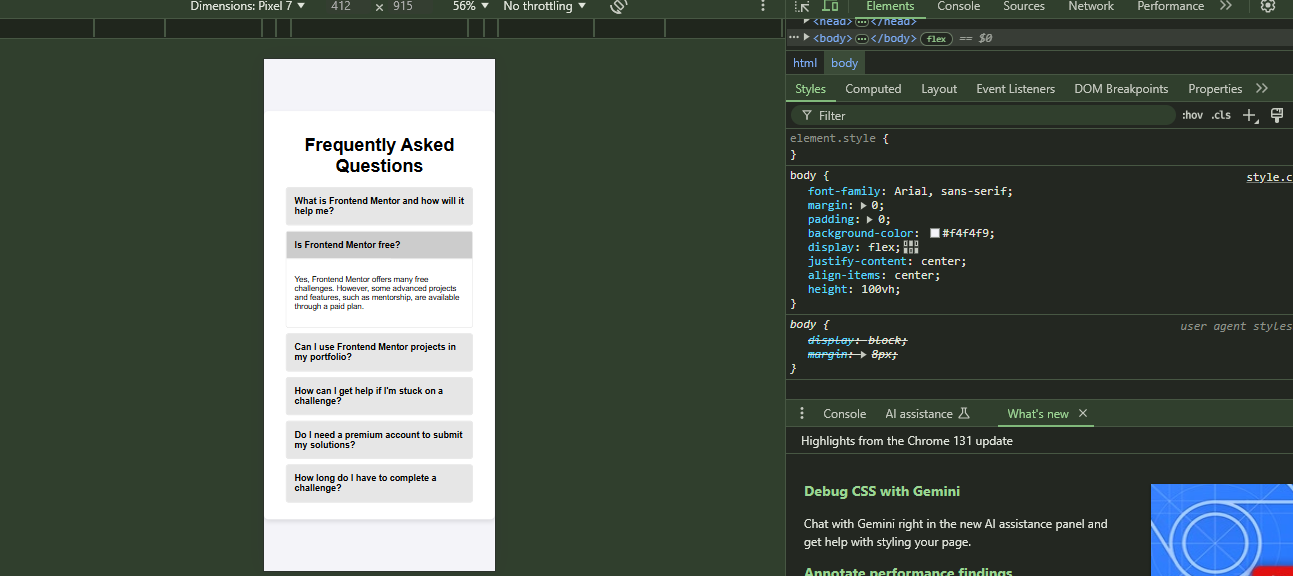 Dimensions: Pixel 7 ▼ 412 × 915 56% ▼ No throttling ▼
Elements Console Sources Network Performance
<head> ⋯ </head>
⋯ ▶ <body> ⋯ </body> flex == $0
html body
Styles Computed Layout Event Listeners DOM Breakpoints Properties
Filter :hov .cls
element.style {
}
body { style.c
font-family: Arial, sans-serif;
margin: ▶ 0;
padding: ▶ 0;
background-color: #f4f4f9;
display: flex;
justify-content: center;
align-items: center;
height: 100vh;
}
body { user agent styles
display: block;
margin: ▶ 8px;
}
Console AI assistance What's new ×
Highlights from the Chrome 131 update
Debug CSS with Gemini
Chat with Gemini right in the new AI assistance panel and
get help with styling your page.
Annotate performance findings
Frequently Asked
Questions
What is Frontend Mentor and how will it
help me?
Is Frontend Mentor free?
Yes, Frontend Mentor offers many free
challenges. However, some advanced projects
and features, such as mentorship, are available
through a paid plan.
Can I use Frontend Mentor projects in
my portfolio?
How can I get help if I'm stuck on a
challenge?
Do I need a premium account to submit
my solutions?
How long do I have to complete a
challenge?